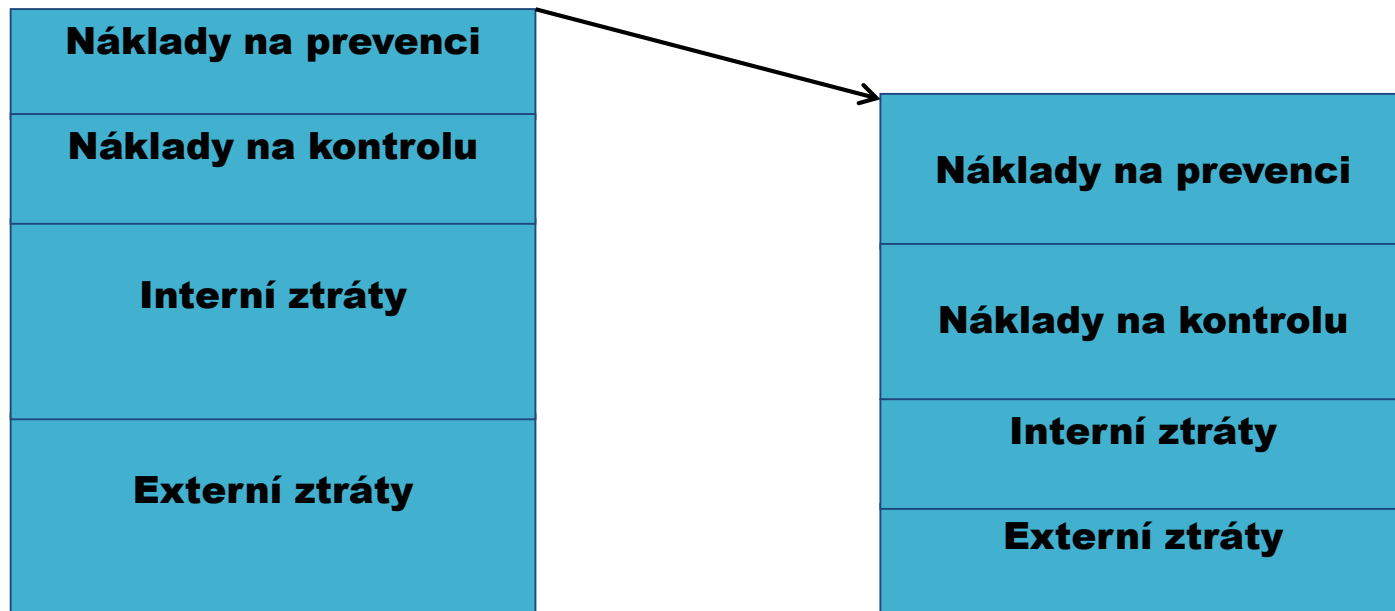 Náklady na prevenci
Náklady na kontrolu
Interní ztráty
Externí ztráty
Náklady na prevenci
Náklady na kontrolu
Interní ztráty
Externí ztráty